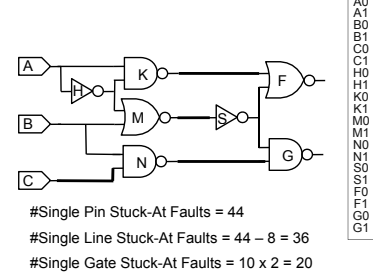 A
H
K
F
M
S
B
N
G
C
#Single Pin Stuck-At Faults = 44
#Single Line Stuck-At Faults = 44 – 8 = 36
#Single Gate Stuck-At Faults = 10 x 2 = 20
A0
A1
B0
B1
C0
C1
H0
H1
K0
K1
M0
M1
N0
N1
S0
S1
F0
F1
G0
G1